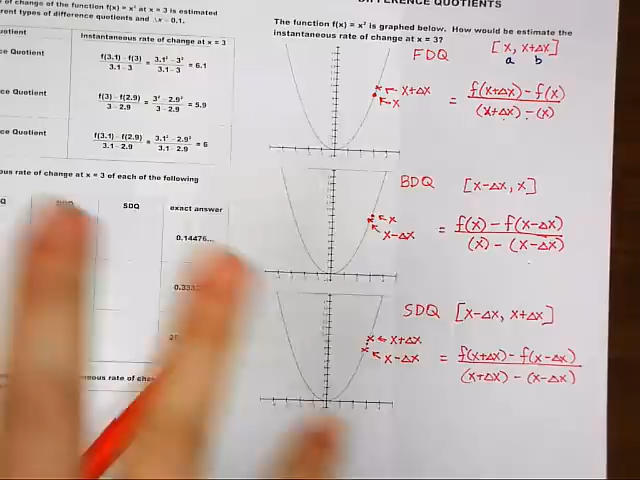 DIFFERENCE QUOTIENTS
of change of the function f(x) = x² at x = 3 is estimated
rent types of difference quotients and Δx = 0.1.
Instantaneous rate of change at x = 3
ce Quotient
f(3.1) - f(3) / 3.1 - 3 = 3.1² - 3² / 3.1 - 3 = 6.1
ce Quotient
f(3) - f(2.9) / 3 - 2.9 = 3² - 2.9² / 3 - 2.9 = 5.9
ce Quotient
f(3.1) - f(2.9) / 3.1 - 2.9 = 3.1² - 2.9² / 3.1 - 2.9 = 6
ous rate of change at x = 3 of each of the following
SDQ
exact answer
0.14476...
neous rate of
The function f(x) = x² is graphed below. How would be estimate the
instantaneous rate of change at x = 3?
FDQ
[x, x+Δx]
a b
x+Δx
x
= f(x+Δx) - f(x) / (x+Δx) - (x)
BDQ
[x-Δx, x]
x
x-Δx
= f(x) - f(x-Δx) / (x) - (x-Δx)
SDQ
[x-Δx, x+Δx]
x+Δx
x-Δx
= f(x+Δx) - f(x-Δx) / (x+Δx) - (x-Δx)